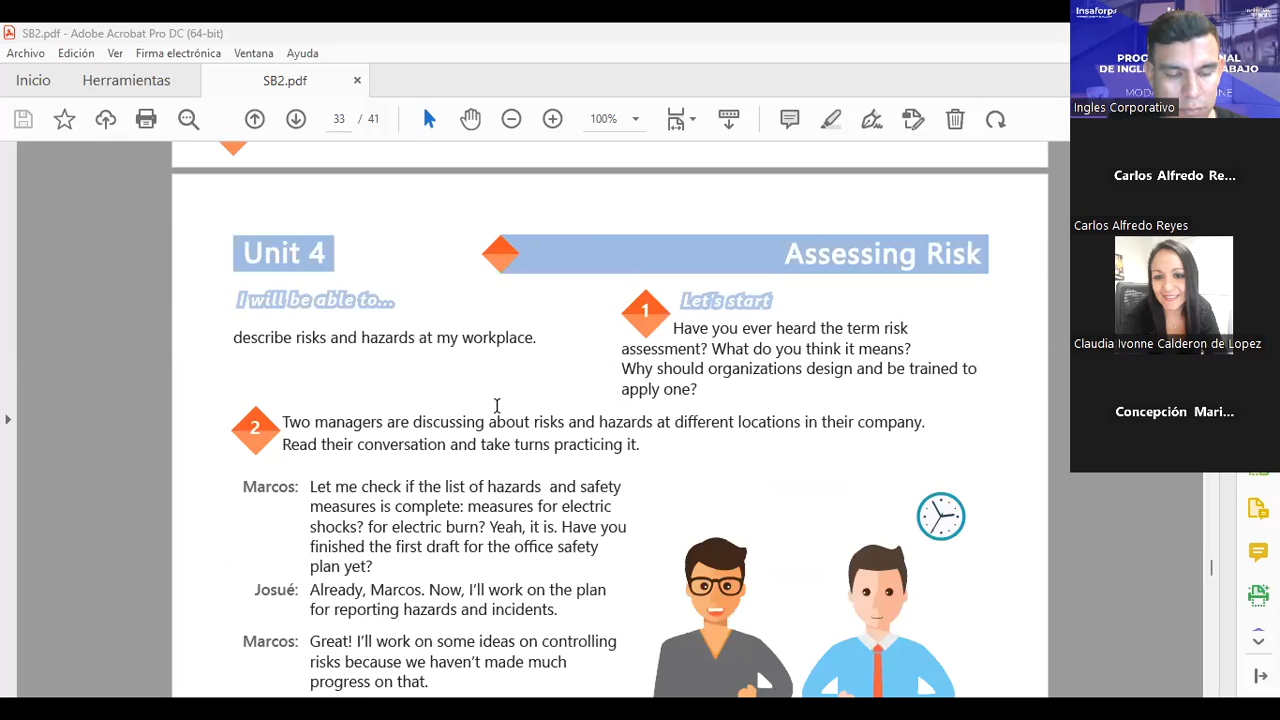 SB2.pdf - Adobe Acrobat Pro DC (64-bit)
Archivo Edición Ver Firma electrónica Ventana Ayuda
Inicio Herramientas SB2.pdf ×
33 / 41 100%
Unit 4
Assessing Risk
I will be able to...
describe risks and hazards at my workplace.
1 Let's start
Have you ever heard the term risk
assessment? What do you think it means?
Why should organizations design and be trained to
apply one?
2 Two managers are discussing about risks and hazards at different locations in their company.
Read their conversation and take turns practicing it.
Marcos: Let me check if the list of hazards and safety
measures is complete: measures for electric
shocks? for electric burn? Yeah, it is. Have you
finished the first draft for the office safety
plan yet?
Josué: Already, Marcos. Now, I'll work on the plan
for reporting hazards and incidents.
Marcos: Great! I'll work on some ideas on controlling
risks because we haven't made much
progress on that.
Insaforp
Ingles Corporativo
Carlos Alfredo Re...
Carlos Alfredo Reyes
Claudia Ivonne Calderon de Lopez
Concepción Mari...